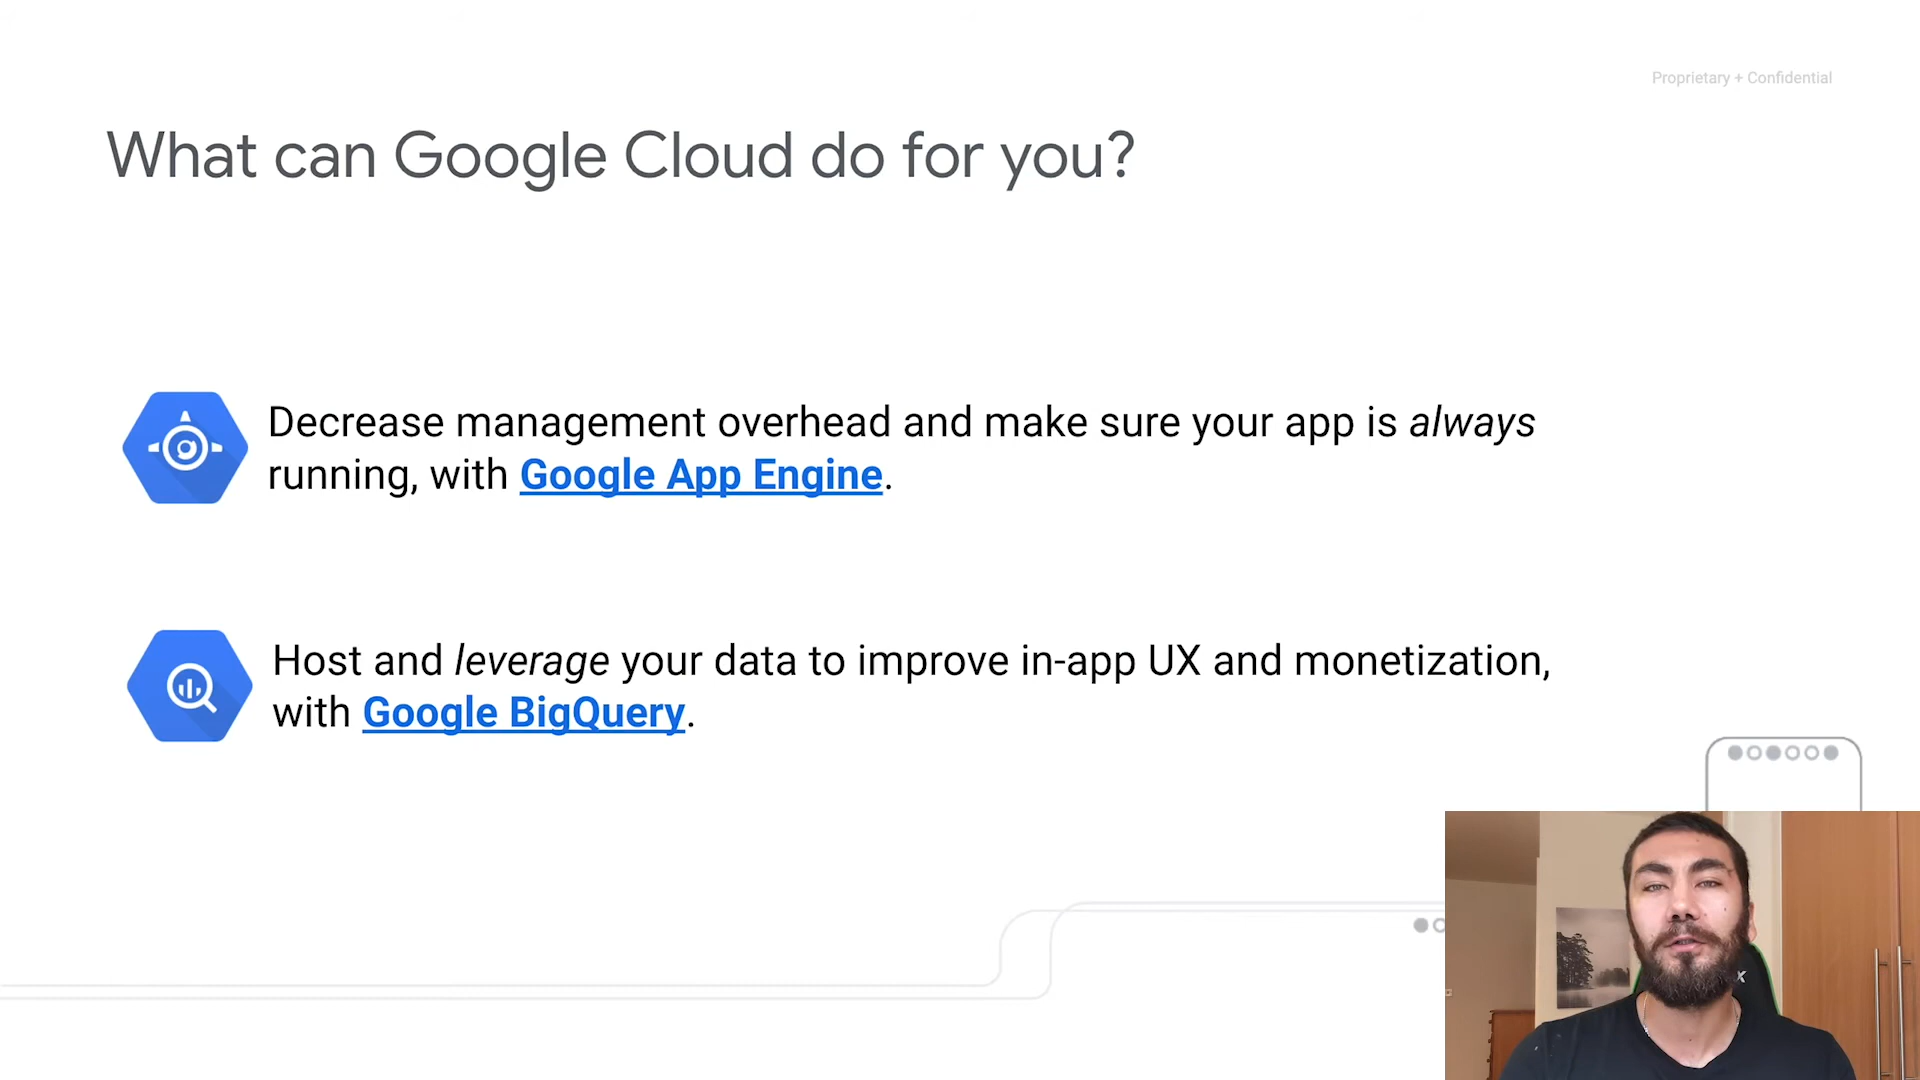 Proprietary + Confidential
What can Google Cloud do for you?
Decrease management overhead and make sure your app is always
running, with Google App Engine.
Host and leverage your data to improve in-app UX and monetization,
with Google BigQuery.
X